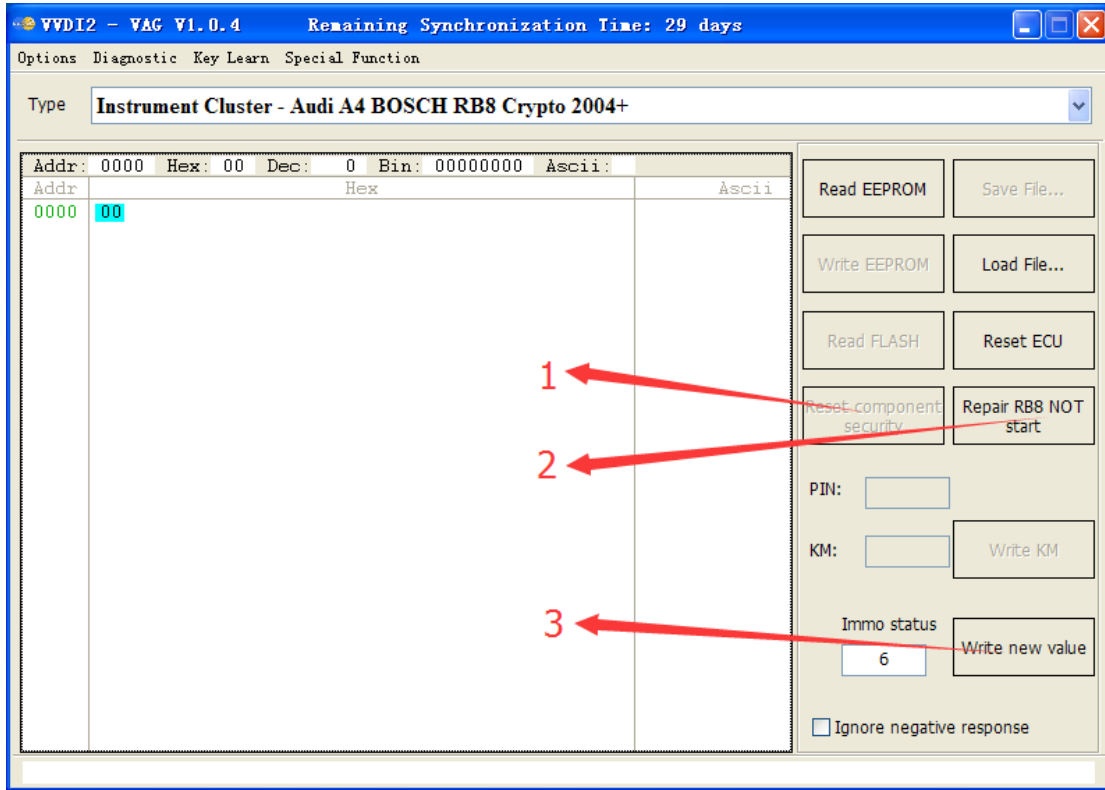 VVDI2 - VAG V1.0.4 Remaining Synchronization Time: 29 days
Options Diagnostic Key Learn Special Function
Type Instrument Cluster - Audi A4 BOSCH RB8 Crypto 2004+
Addr: 0000 Hex: 00 Dec: 0 Bin: 00000000 Ascii:
Addr Hex Ascii
0000 00
Read EEPROM Save File...
Write EEPROM Load File...
Read FLASH Reset ECU
1
Reset component
security
Repair RB8 NOT
start
2
PIN:
KM: Write KM
3
Immo status
6
Write new value
Ignore negative response